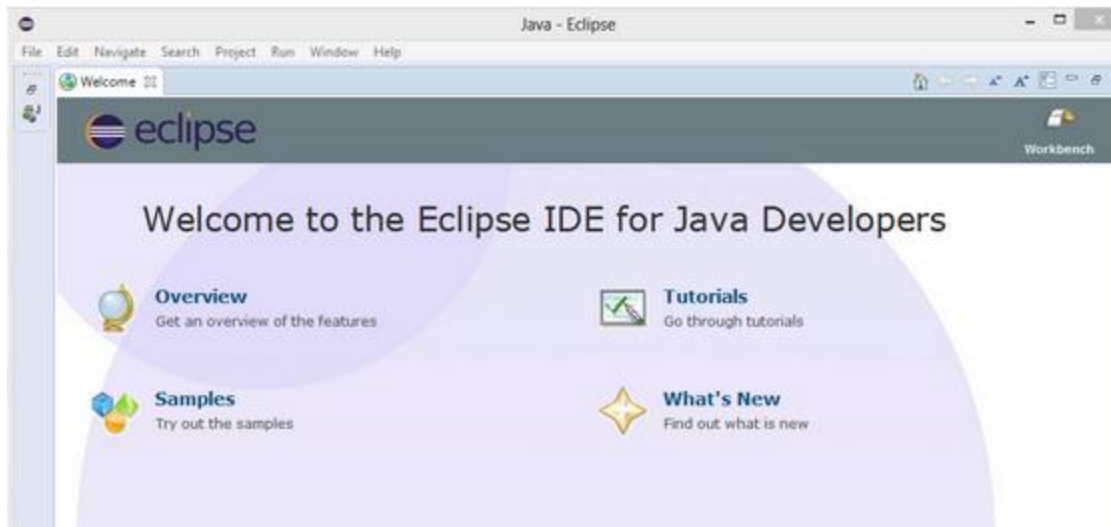 Java - Eclipse
File Edit Navigate Search Project Run Window Help
Welcome
eclipse
Workbench
Welcome to the Eclipse IDE for Java Developers
Overview
Get an overview of the features
Tutorials
Go through tutorials
Samples
Try out the samples
What's New
Find out what is new